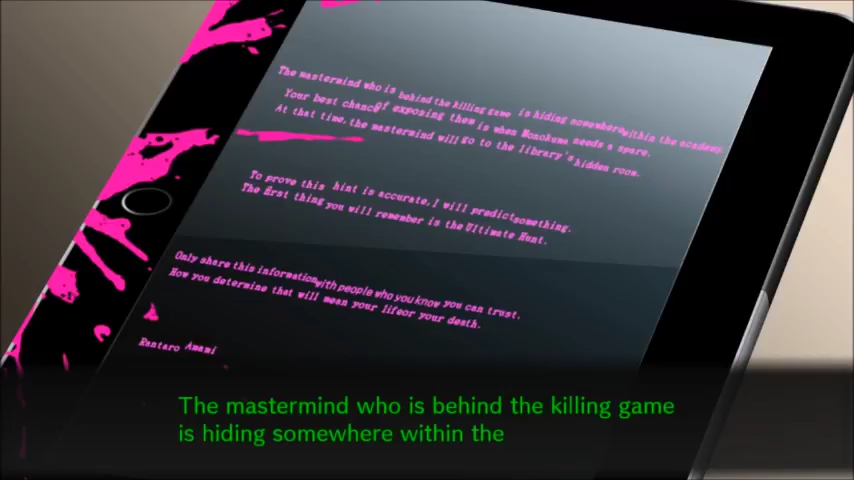 The mastermind who is behind the killing game is hiding somewhere within the academy.
Your best chance of exposing them is when Monokuma needs a spare.
At that time, the mastermind will go to the library's hidden room.
To prove this hint is accurate, I will predict something.
The first thing you will remember is the Ultimate Hunt.
Only share this information with people who you know you can trust.
How you determine that will mean your life or your death.
Rantaro Amami
The mastermind who is behind the killing game
is hiding somewhere within the